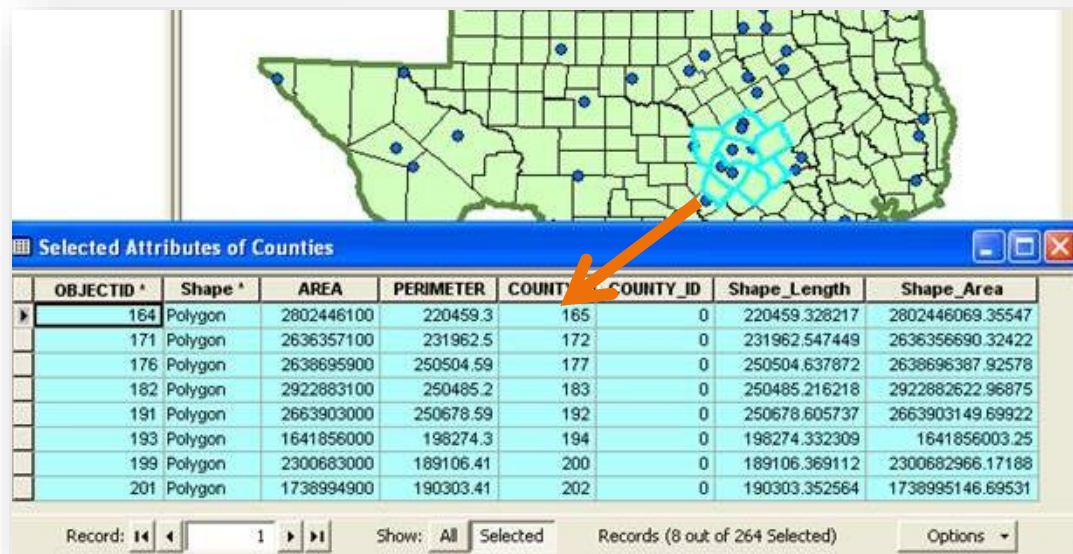 Selected Attributes of Counties
OBJECTID * Shape * AREA PERIMETER COUNTY COUNTY_ID Shape_Length Shape_Area
164 Polygon 2802446100 220459.3 165 0 220459.328217 2802446069.35547
171 Polygon 2636357100 231962.5 172 0 231962.547449 2636356690.32422
176 Polygon 2638695900 250504.59 177 0 250504.637872 2638696387.92578
182 Polygon 2922883100 250485.2 183 0 250485.216218 2922882622.96875
191 Polygon 2663903000 250678.59 192 0 250678.605737 2663903149.69922
193 Polygon 1641856000 198274.3 194 0 198274.332309 1641856003.25
199 Polygon 2300683000 189106.41 200 0 189106.369112 2300682966.17188
201 Polygon 1738994900 190303.41 202 0 190303.352564 1738995146.69531
Record: 1 Show: All Selected Records (8 out of 264 Selected) Options